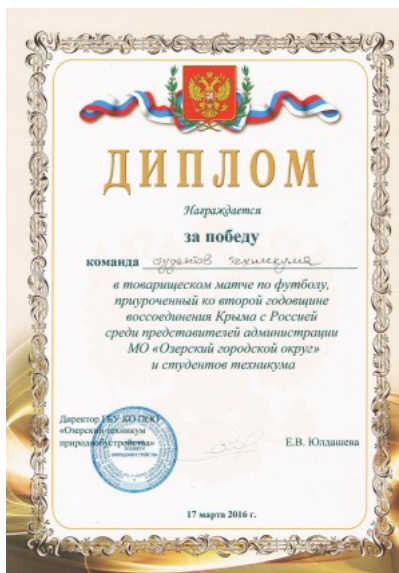 ДИПЛОМ
Награждается
за победу
команда студентов техникума
в товарищеском матче по футболу,
приуроченный ко второй годовщине
воссоединения Крыма с Россией
среди представителей администрации
МО «Озерский городской округ»
и студентов техникума
Директор ГБУ КО ПОО
«Озерский техникум
природообустройства»
Е.В. Юлдашева
17 марта 2016 г.